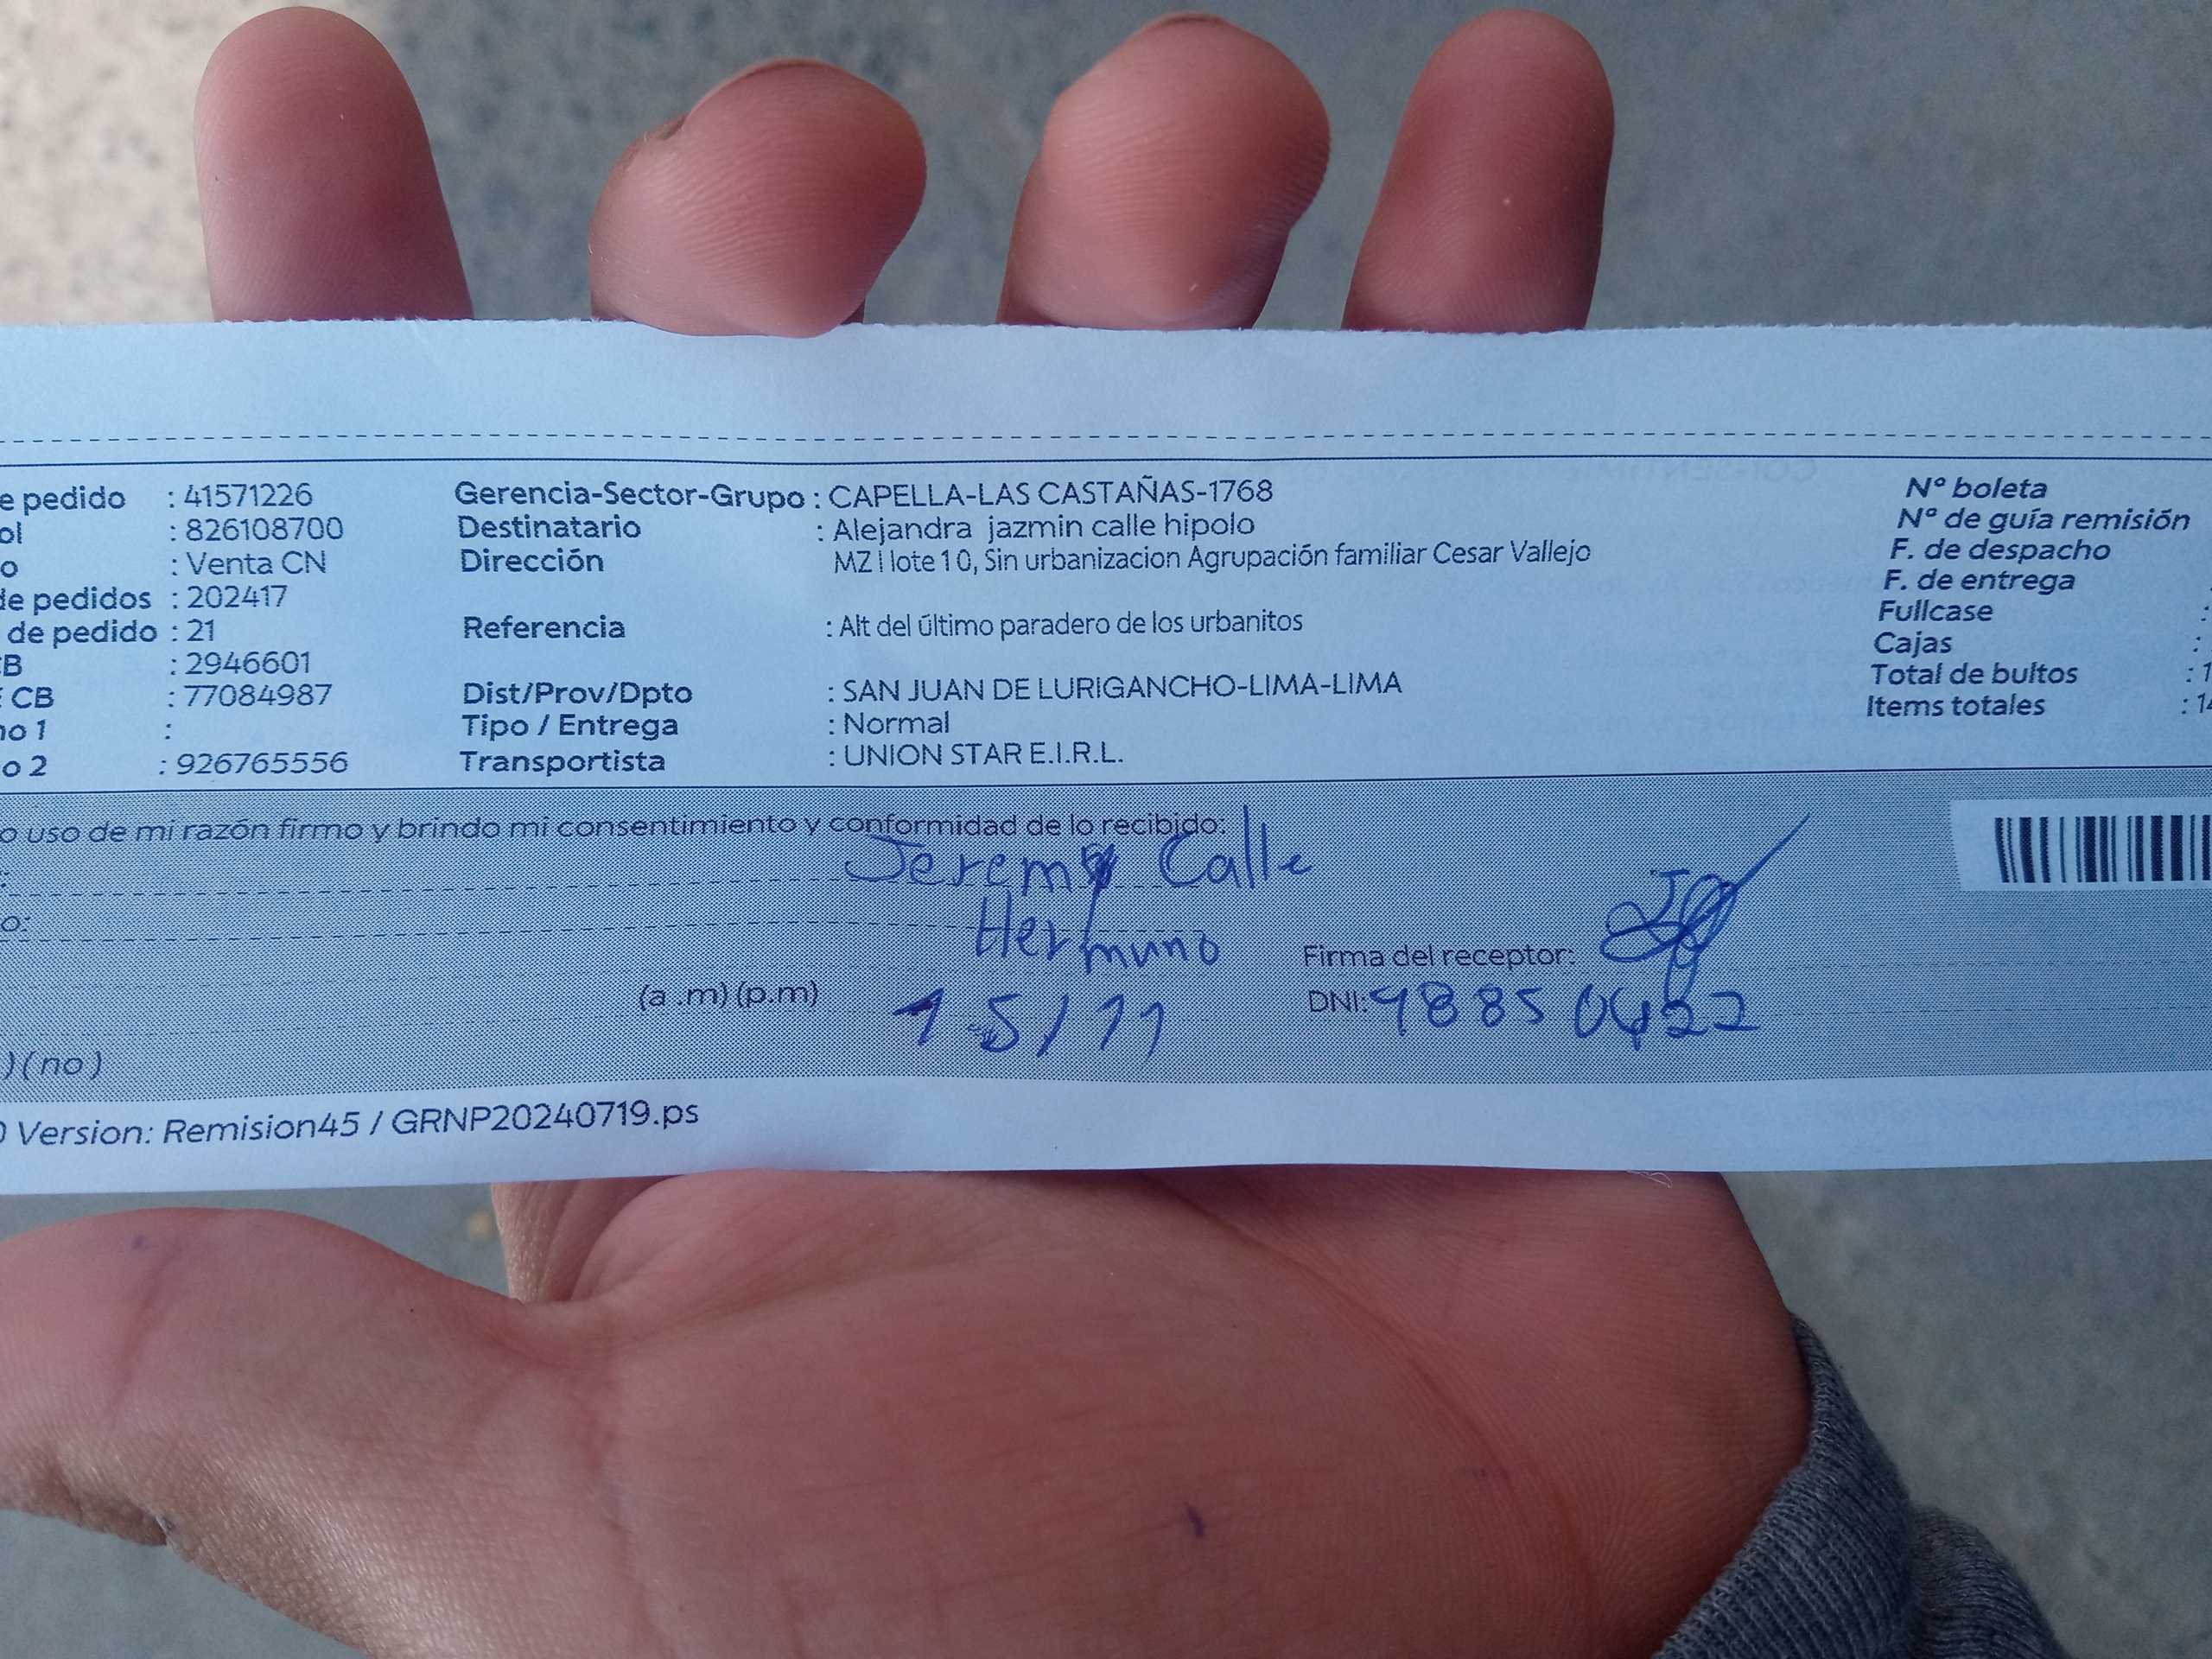 e pedido : 41571226
ol : 826108700
o : Venta CN
de pedidos : 202417
de pedido : 21
CB : 2946601
E CB : 77084987
no 1 :
o 2 : 926765556
Gerencia-Sector-Grupo : CAPELLA-LAS CASTAÑAS-1768
Destinatario : Alejandra jazmin calle hipolo
Dirección MZ i lote 10, Sin urbanizacion Agrupación familiar Cesar Vallejo
Referencia : Alt del último paradero de los urbanitos
Dist/Prov/Dpto : SAN JUAN DE LURIGANCHO-LIMA-LIMA
Tipo / Entrega : Normal
Transportista : UNION STAR E.I.R.L.
N° boleta
N° de guía remisión
F. de despacho
F. de entrega
Fullcase :
Cajas :
Total de bultos : 1
Items totales : 14
o uso de mi razón firmo y brindo mi consentimiento y conformidad de lo recibido:
Jeremy Calle
o:
Hermano
Firma del receptor:
(a .m) (p.m) 15/11
DNI:
)(no)
Version: Remision45 / GRNP20240719.ps